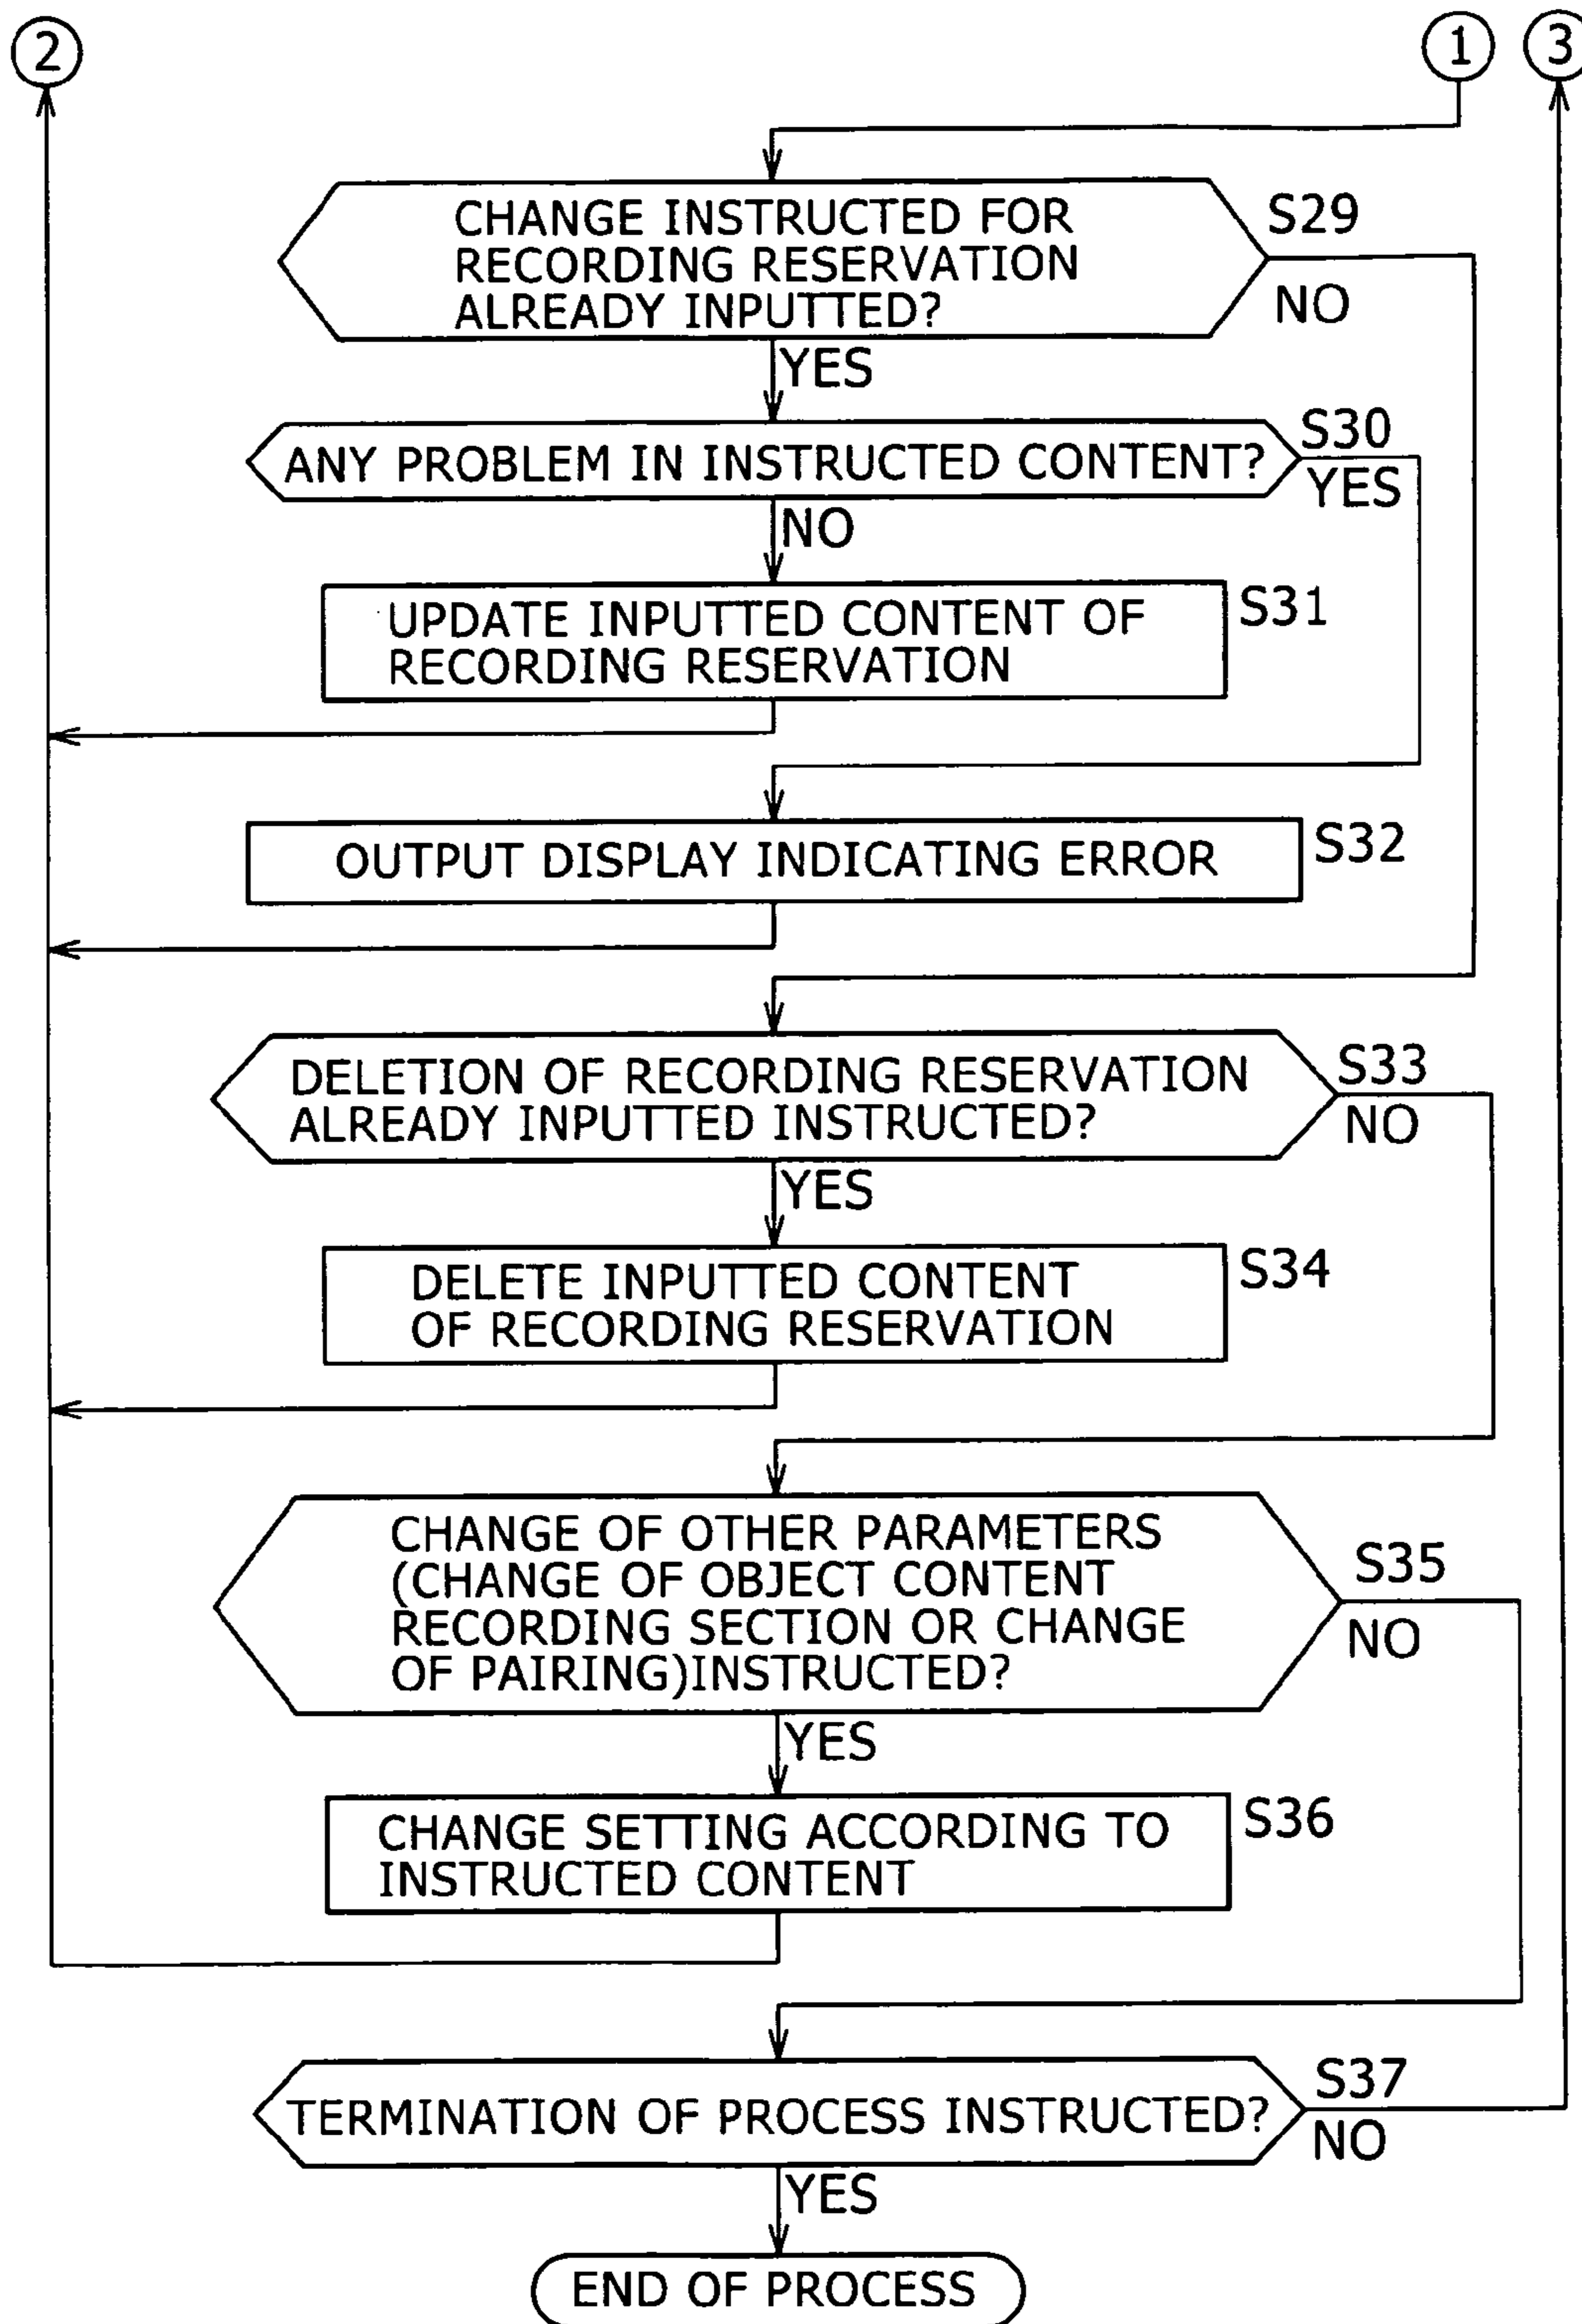 2
1
3
CHANGE INSTRUCTED FOR
RECORDING RESERVATION
ALREADY INPUTTED?
S29
NO
YES
ANY PROBLEM IN INSTRUCTED CONTENT?
S30
YES
NO
UPDATE INPUTTED CONTENT OF
RECORDING RESERVATION
S31
OUTPUT DISPLAY INDICATING ERROR
S32
DELETION OF RECORDING RESERVATION
ALREADY INPUTTED INSTRUCTED?
S33
NO
YES
DELETE INPUTTED CONTENT
OF RECORDING RESERVATION
S34
CHANGE OF OTHER PARAMETERS
(CHANGE OF OBJECT CONTENT
RECORDING SECTION OR CHANGE
OF PAIRING)INSTRUCTED?
S35
NO
YES
CHANGE SETTING ACCORDING TO
INSTRUCTED CONTENT
S36
TERMINATION OF PROCESS INSTRUCTED?
S37
NO
YES
END OF PROCESS